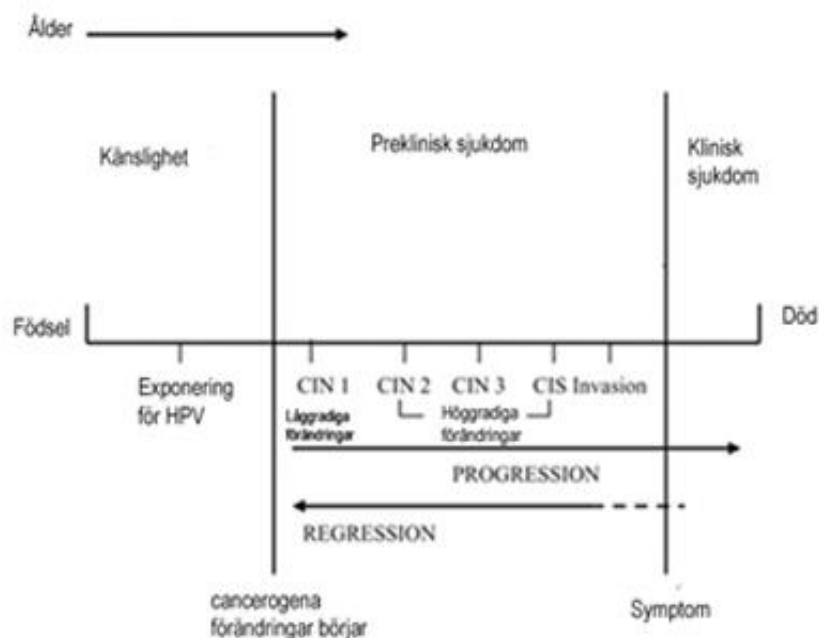 Ålder
Känslighet
Preklinisk sjukdom
Klinisk
sjukdom
Födsel
Död
Exponering
för HPV
CIN 1
CIN 2
CIN 3
CIS Invasion
Låggradiga
förändringar
Höggradiga
förändringar
PROGRESSION
REGRESSION
cancerogena
förändringar börjar
Symptom